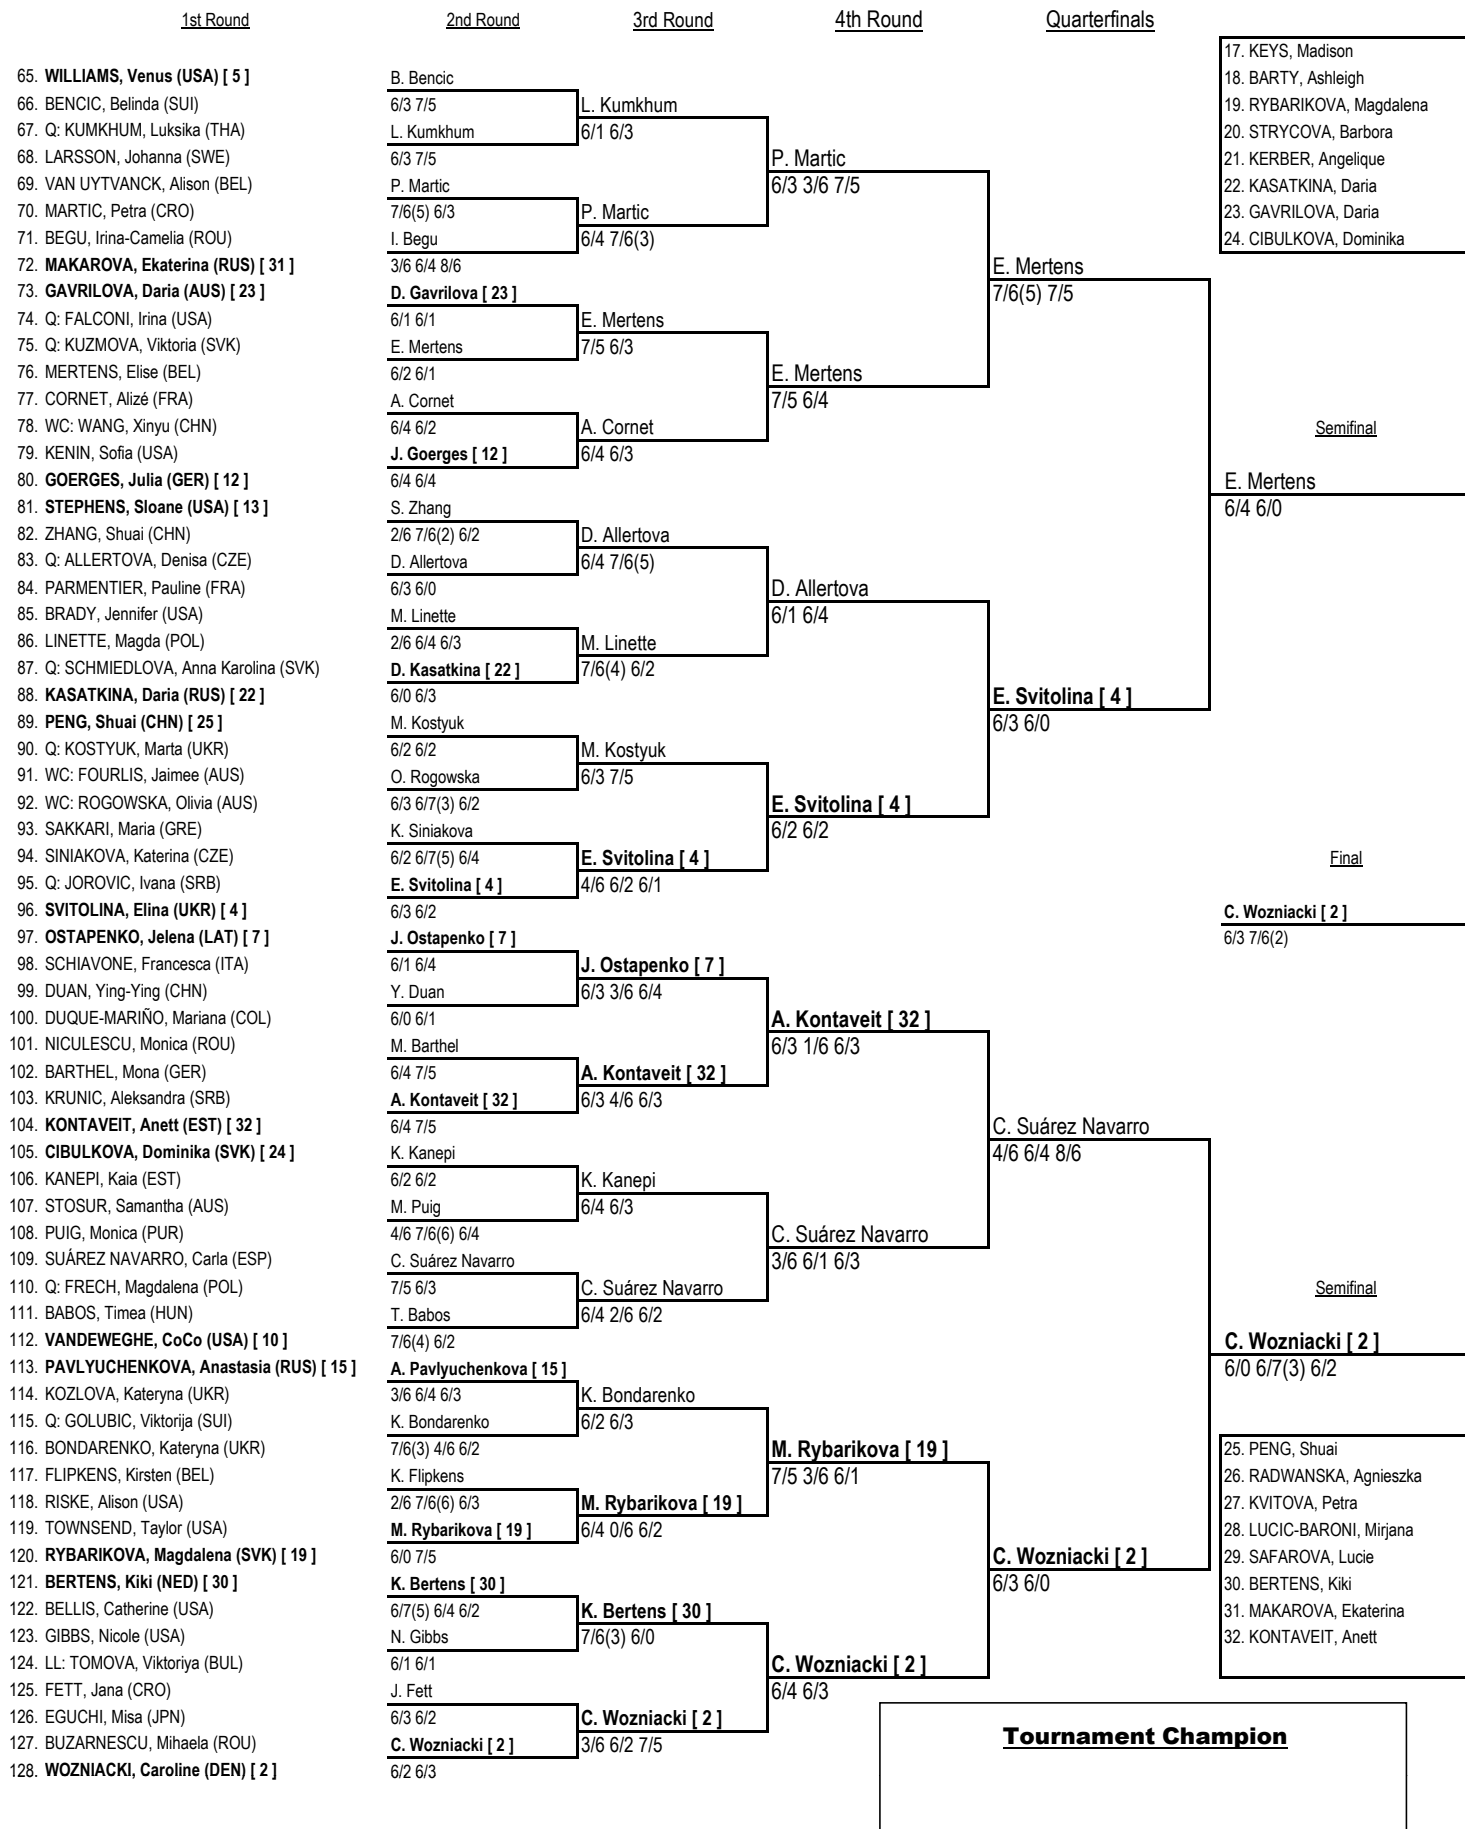 1st Round
2nd Round
3rd Round
4th Round
Quarterfinals
65. WILLIAMS, Venus (USA) [ 5 ]
66. BENCIC, Belinda (SUI)
67. Q: KUMKHUM, Luksika (THA)
68. LARSSON, Johanna (SWE)
69. VAN UYTVANCK, Alison (BEL)
70. MARTIC, Petra (CRO)
71. BEGU, Irina-Camelia (ROU)
72. MAKAROVA, Ekaterina (RUS) [ 31 ]
73. GAVRILOVA, Daria (AUS) [ 23 ]
74. Q: FALCONI, Irina (USA)
75. Q: KUZMOVA, Viktoria (SVK)
76. MERTENS, Elise (BEL)
77. CORNET, Alizé (FRA)
78. WC: WANG, Xinyu (CHN)
79. KENIN, Sofia (USA)
80. GOERGES, Julia (GER) [ 12 ]
81. STEPHENS, Sloane (USA) [ 13 ]
82. ZHANG, Shuai (CHN)
83. Q: ALLERTOVA, Denisa (CZE)
84. PARMENTIER, Pauline (FRA)
85. BRADY, Jennifer (USA)
86. LINETTE, Magda (POL)
87. Q: SCHMIEDLOVA, Anna Karolina (SVK)
88. KASATKINA, Daria (RUS) [ 22 ]
89. PENG, Shuai (CHN) [ 25 ]
90. Q: KOSTYUK, Marta (UKR)
91. WC: FOURLIS, Jaimee (AUS)
92. WC: ROGOWSKA, Olivia (AUS)
93. SAKKARI, Maria (GRE)
94. SINIAKOVA, Katerina (CZE)
95. Q: JOROVIC, Ivana (SRB)
96. SVITOLINA, Elina (UKR) [ 4 ]
97. OSTAPENKO, Jelena (LAT) [ 7 ]
98. SCHIAVONE, Francesca (ITA)
99. DUAN, Ying-Ying (CHN)
100. DUQUE-MARIÑO, Mariana (COL)
101. NICULESCU, Monica (ROU)
102. BARTHEL, Mona (GER)
103. KRUNIC, Aleksandra (SRB)
104. KONTAVEIT, Anett (EST) [ 32 ]
105. CIBULKOVA, Dominika (SVK) [ 24 ]
106. KANEPI, Kaia (EST)
107. STOSUR, Samantha (AUS)
108. PUIG, Monica (PUR)
109. SUÁREZ NAVARRO, Carla (ESP)
110. Q: FRECH, Magdalena (POL)
111. BABOS, Timea (HUN)
112. VANDEWEGHE, CoCo (USA) [ 10 ]
113. PAVLYUCHENKOVA, Anastasia (RUS) [ 15 ]
114. KOZLOVA, Kateryna (UKR)
115. Q: GOLUBIC, Viktorija (SUI)
116. BONDARENKO, Kateryna (UKR)
117. FLIPKENS, Kirsten (BEL)
118. RISKE, Alison (USA)
119. TOWNSEND, Taylor (USA)
120. RYBARIKOVA, Magdalena (SVK) [ 19 ]
121. BERTENS, Kiki (NED) [ 30 ]
122. BELLIS, Catherine (USA)
123. GIBBS, Nicole (USA)
124. LL: TOMOVA, Viktoriya (BUL)
125. FETT, Jana (CRO)
126. EGUCHI, Misa (JPN)
127. BUZARNESCU, Mihaela (ROU)
128. WOZNIACKI, Caroline (DEN) [ 2 ]
B. Bencic
6/3 7/5
L. Kumkhum
6/3 7/5
P. Martic
7/6(5) 6/3
I. Begu
3/6 6/4 8/6
D. Gavrilova [ 23 ]
6/1 6/1
E. Mertens
6/2 6/1
A. Cornet
6/4 6/2
J. Goerges [ 12 ]
6/4 6/4
S. Zhang
2/6 7/6(2) 6/2
D. Allertova
6/3 6/0
M. Linette
2/6 6/4 6/3
D. Kasatkina [ 22 ]
6/0 6/3
M. Kostyuk
6/2 6/2
O. Rogowska
6/3 6/7(3) 6/2
K. Siniakova
6/2 6/7(5) 6/4
E. Svitolina [ 4 ]
6/3 6/2
J. Ostapenko [ 7 ]
6/1 6/4
Y. Duan
6/0 6/1
M. Barthel
6/4 7/5
A. Kontaveit [ 32 ]
6/4 7/5
K. Kanepi
6/2 6/2
M. Puig
4/6 7/6(6) 6/4
C. Suárez Navarro
7/5 6/3
T. Babos
7/6(4) 6/2
A. Pavlyuchenkova [ 15 ]
3/6 6/4 6/3
K. Bondarenko
7/6(3) 4/6 6/2
K. Flipkens
2/6 7/6(6) 6/3
M. Rybarikova [ 19 ]
6/0 7/5
K. Bertens [ 30 ]
6/7(5) 6/4 6/2
N. Gibbs
6/1 6/1
J. Fett
6/3 6/2
C. Wozniacki [ 2 ]
6/2 6/3
L. Kumkhum
6/1 6/3
P. Martic
6/4 7/6(3)
E. Mertens
7/5 6/3
A. Cornet
6/4 6/3
D. Allertova
6/4 7/6(5)
M. Linette
7/6(4) 6/2
M. Kostyuk
6/3 7/5
E. Svitolina [ 4 ]
4/6 6/2 6/1
J. Ostapenko [ 7 ]
6/3 3/6 6/4
A. Kontaveit [ 32 ]
6/3 4/6 6/3
K. Kanepi
6/4 6/3
C. Suárez Navarro
6/4 2/6 6/2
K. Bondarenko
6/2 6/3
M. Rybarikova [ 19 ]
6/4 0/6 6/2
K. Bertens [ 30 ]
7/6(3) 6/0
C. Wozniacki [ 2 ]
3/6 6/2 7/5
P. Martic
6/3 3/6 7/5
E. Mertens
7/5 6/4
D. Allertova
6/1 6/4
E. Svitolina [ 4 ]
6/2 6/2
A. Kontaveit [ 32 ]
6/3 1/6 6/3
C. Suárez Navarro
3/6 6/1 6/3
M. Rybarikova [ 19 ]
7/5 3/6 6/1
C. Wozniacki [ 2 ]
6/4 6/3
E. Mertens
7/6(5) 7/5
E. Svitolina [ 4 ]
6/3 6/0
C. Suárez Navarro
4/6 6/4 8/6
C. Wozniacki [ 2 ]
6/3 6/0
17. KEYS, Madison
18. BARTY, Ashleigh
19. RYBARIKOVA, Magdalena
20. STRYCOVA, Barbora
21. KERBER, Angelique
22. KASATKINA, Daria
23. GAVRILOVA, Daria
24. CIBULKOVA, Dominika
Semifinal
E. Mertens
6/4 6/0
Final
C. Wozniacki [ 2 ]
6/3 7/6(2)
Semifinal
C. Wozniacki [ 2 ]
6/0 6/7(3) 6/2
25. PENG, Shuai
26. RADWANSKA, Agnieszka
27. KVITOVA, Petra
28. LUCIC-BARONI, Mirjana
29. SAFAROVA, Lucie
30. BERTENS, Kiki
31. MAKAROVA, Ekaterina
32. KONTAVEIT, Anett
Tournament Champion